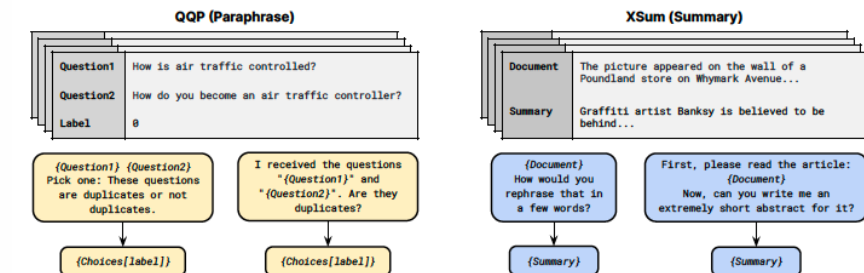 QQP (Paraphrase)
Question1 How is air traffic controlled?
Question2 How do you become an air traffic controller?
Label 0
{Question1} {Question2}
Pick one: These questions
are duplicates or not
duplicates.
I received the questions
"{Question1}" and
"{Question2}". Are they
duplicates?
{Choices[label]}
{Choices[label]}
XSum (Summary)
Document The picture appeared on the wall of a
Poundland store on Whymark Avenue...
Summary Graffiti artist Banksy is believed to be
behind...
{Document}
How would you
rephrase that in
a few words?
First, please read the article:
{Document}
Now, can you write me an
extremely short abstract for it?
{Summary}
{Summary}